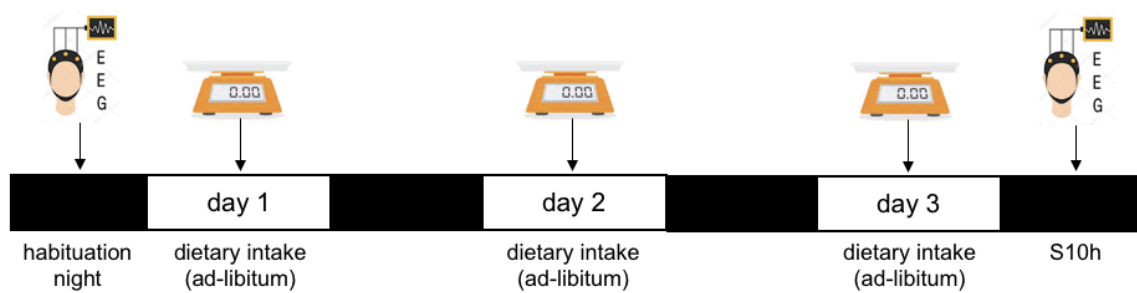 E
E
G
0.00
0.00
0.00
E
E
G
day 1
day 2
day 3
habituation
night
dietary intake
(ad-libitum)
dietary intake
(ad-libitum)
dietary intake
(ad-libitum)
S10h